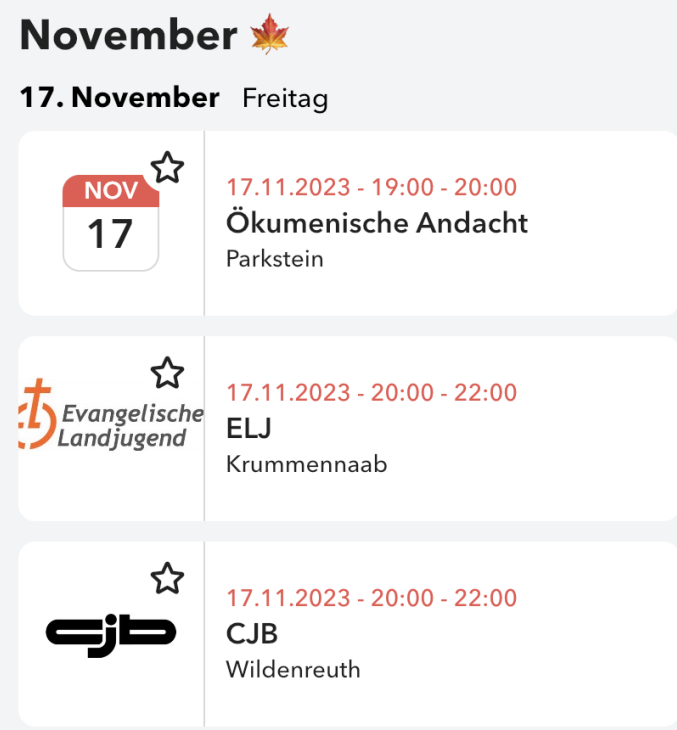 November 🍁
17. November Freitag
NOV
17
17.11.2023 - 19:00 - 20:00
Ökumenische Andacht
Parkstein
Evangelische
Landjugend
17.11.2023 - 20:00 - 22:00
ELJ
Krummennaab
cjb
17.11.2023 - 20:00 - 22:00
CJB
Wildenreuth